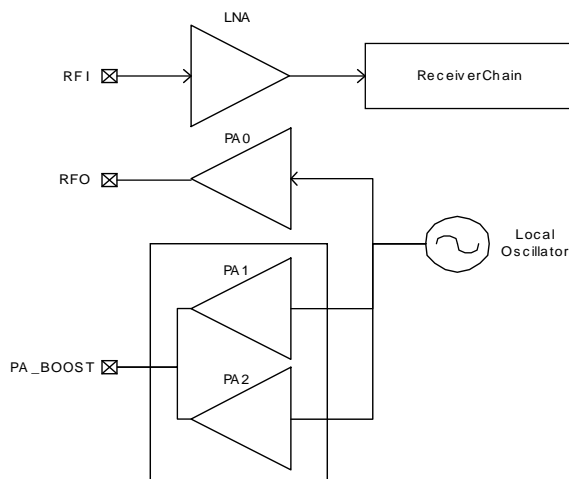 LNA
RFI
ReceiverChain
PA0
RFO
Local
Oscillator
PA1
PA_BOOST
PA2